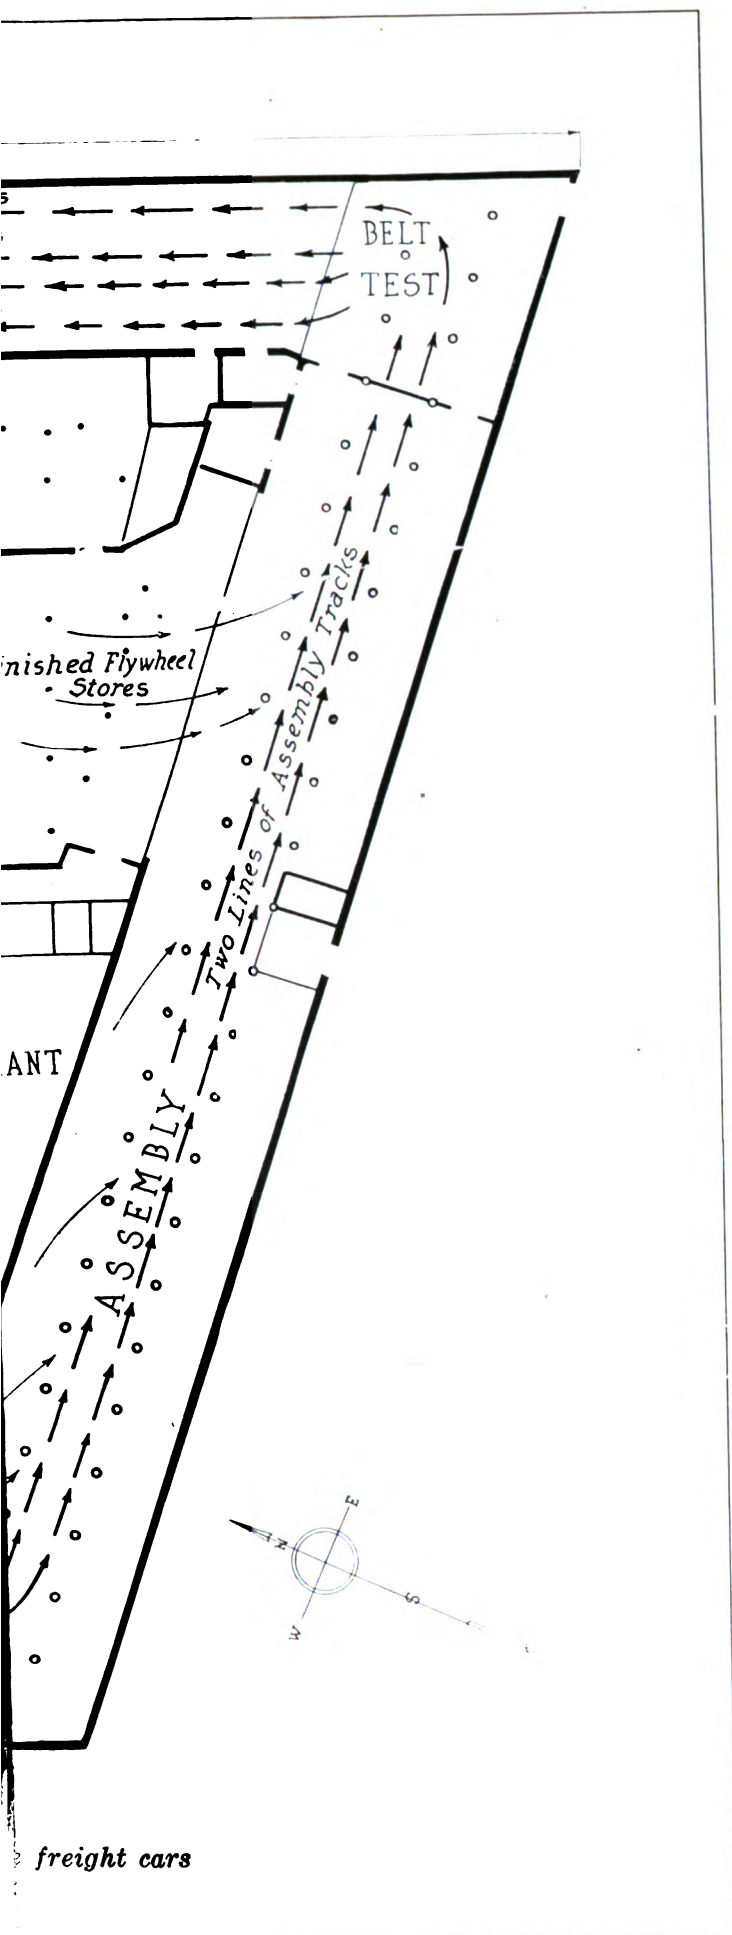 BELT
TEST
nished Flywheel
Stores
Two Lines of Assembly Tracks
ANT
ASSEMBLY
E
N
S
W
freight cars